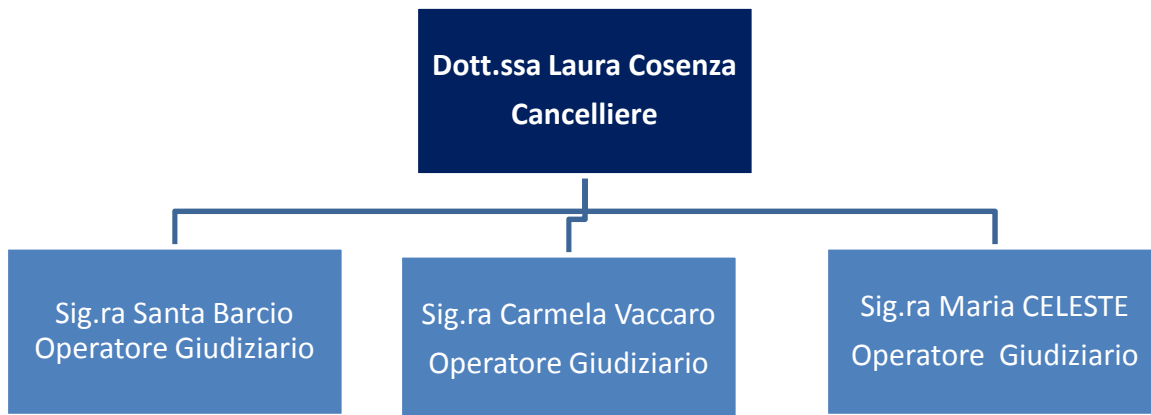 Dott.ssa Laura Cosenza
Cancelliere
Sig.ra Santa Barcio
Operatore Giudiziario
Sig.ra Carmela Vaccaro
Operatore Giudiziario
Sig.ra Maria CELESTE
Operatore  Giudiziario